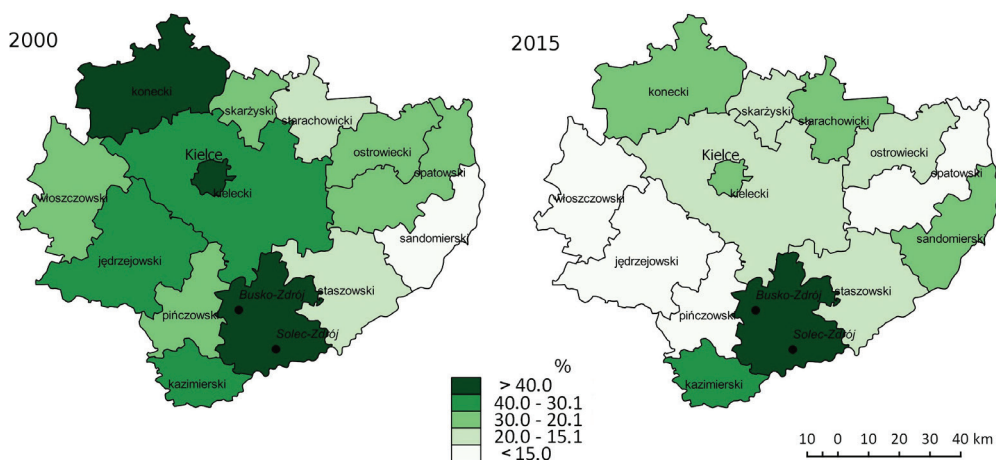 2000
konecki
skarżyski
starachowicki
Kielce
kielecki
ostrowiecki
opatowski
włoszczowski
sandomierski
jędrzejowski
staszowski
Busko-Zdrój
pińczowski
Solec-Zdrój
kazimierski
2015
konecki
skarżyski
starachowicki
Kielce
kielecki
ostrowiecki
opatowski
włoszczowski
sandomierski
jędrzejowski
staszowski
Busko-Zdrój
pińczowski
Solec-Zdrój
kazimierski
%
> 40.0
40.0 - 30.1
30.0 - 20.1
20.0 - 15.1
< 15.0
10 0 10 20 30 40 km